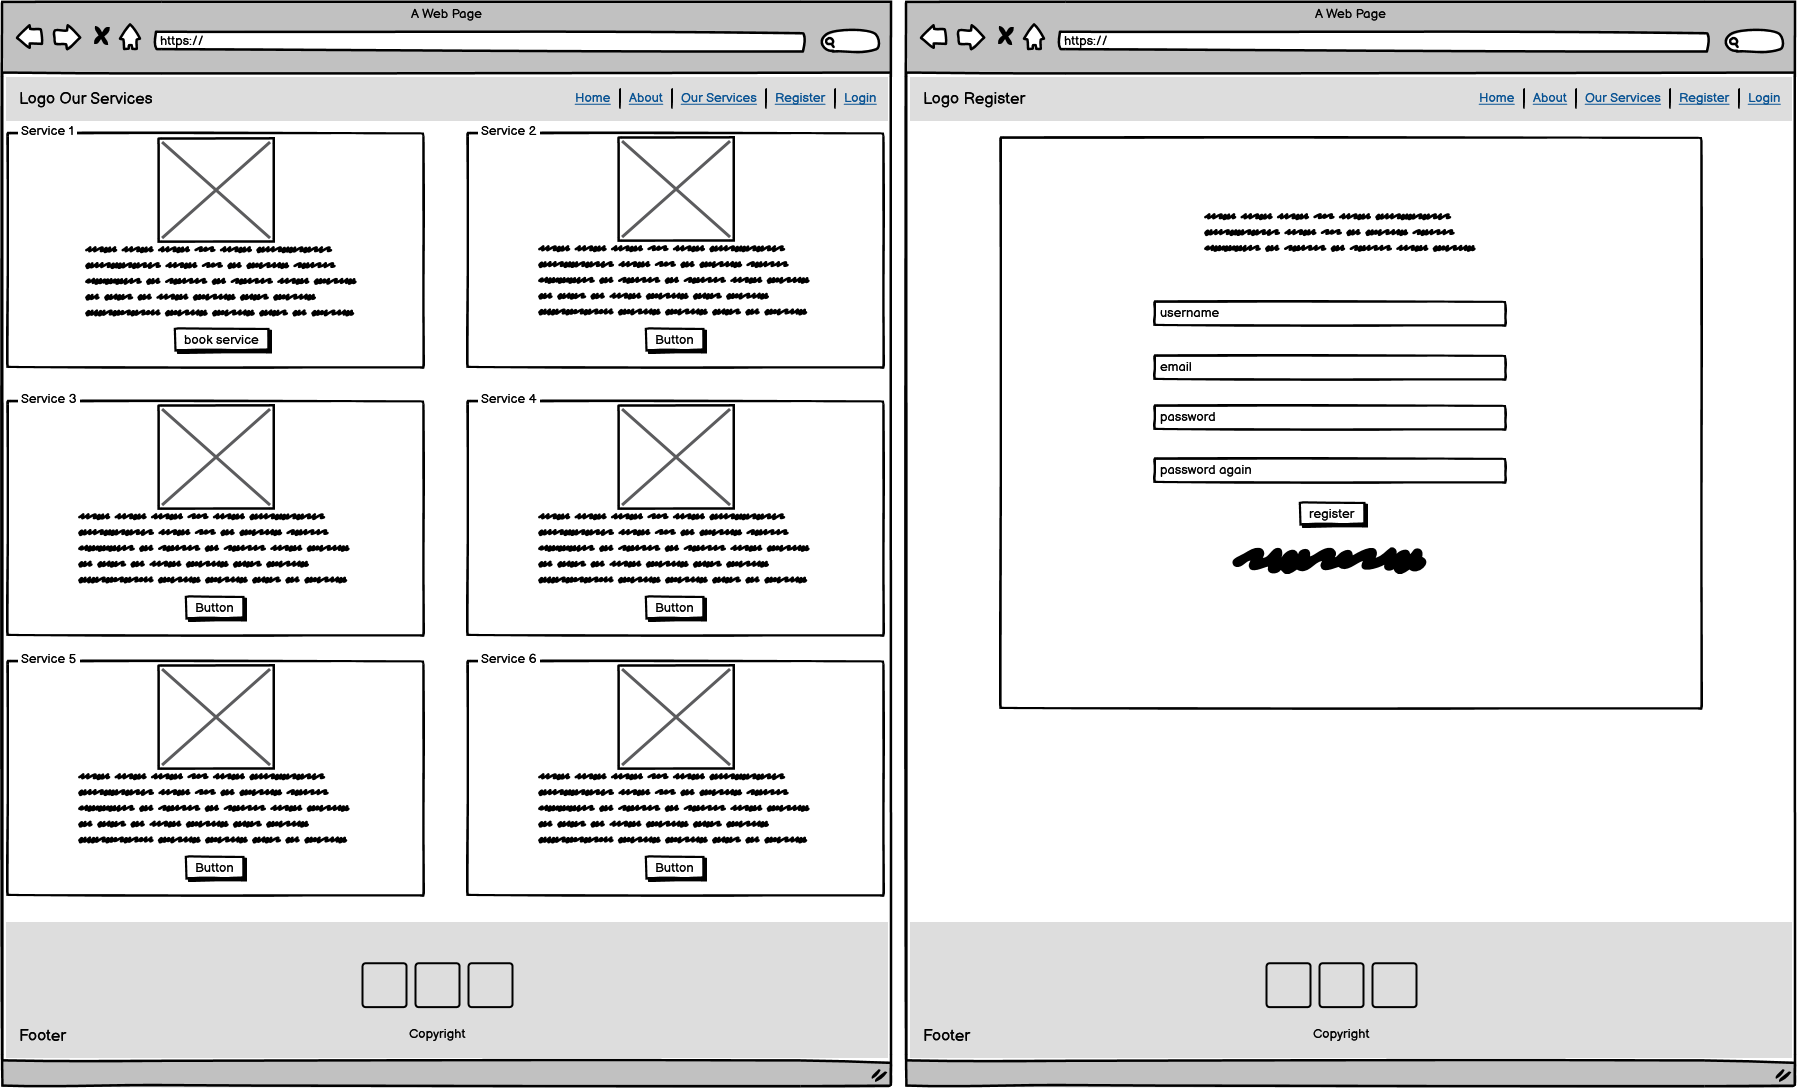 A Web Page
https://
Logo Our Services
Home About Our Services Register Login
Service 1
book service
Service 2
Button
Service 3
Button
Service 4
Button
Service 5
Button
Service 6
Button
Footer
Copyright
A Web Page
https://
Logo Register
Home About Our Services Register Login
username
email
password
password again
register
Footer
Copyright